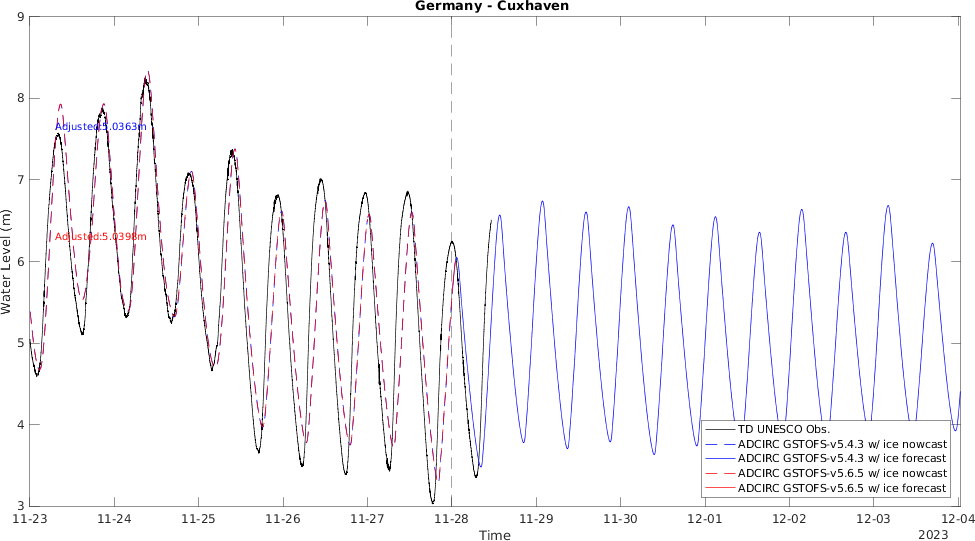 Germany - Cuxhaven
9
8
7
6
5
4
3
Water Level (m)
Adjusted:5.0363m
Adjusted:5.0398m
TD UNESCO Obs.
ADCIRC GSTOFS-v5.4.3 w/ ice nowcast
ADCIRC GSTOFS-v5.4.3 w/ ice forecast
ADCIRC GSTOFS-v5.6.5 w/ ice nowcast
ADCIRC GSTOFS-v5.6.5 w/ ice forecast
11-23 11-24 11-25 11-26 11-27 11-28 11-29 11-30 12-01 12-02 12-03 12-04
Time
2023